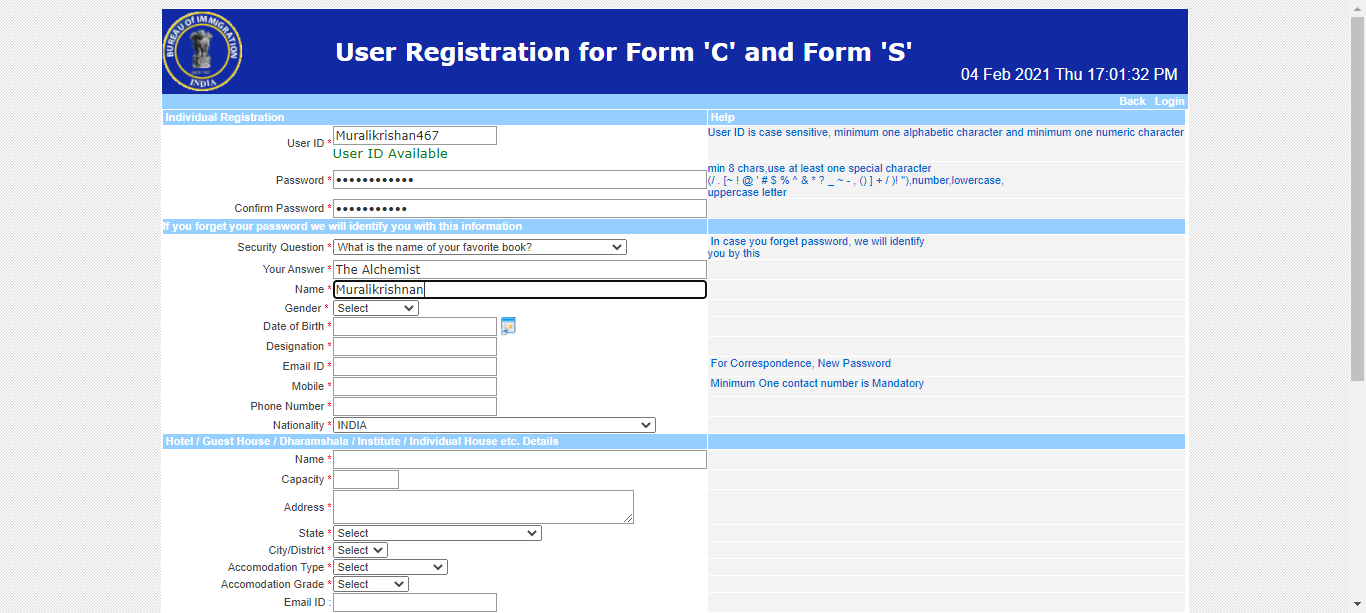 BUREAU OF IMMIGRATION
INDIA
User Registration for Form 'C' and Form 'S'
04 Feb 2021 Thu 17:01:32 PM
Back Login
Individual Registration Help
User ID * Muralikrishan467 User ID is case sensitive, minimum one alphabetic character and minimum one numeric character
User ID Available
Password * •••••••••••• min 8 chars,use at least one special character
(/ . [~ ! @ ' # $ % ^ & * ? _ ~ - , () ] + / )! "),number,lowercase,
uppercase letter
Confirm Password * •••••••••••
If you forget your password we will identify you with this information
Security Question * What is the name of your favorite book? In case you forget password, we will identify
you by this
Your Answer * The Alchemist
Name * Muralikrishnan
Gender * Select
Date of Birth *
Designation *
Email ID * For Correspondence, New Password
Mobile * Minimum One contact number is Mandatory
Phone Number *
Nationality * INDIA
Hotel / Guest House / Dharamshala / Institute / Individual House etc. Details
Name *
Capacity *
Address *
State * Select
City/District * Select
Accomodation Type * Select
Accomodation Grade * Select
Email ID :